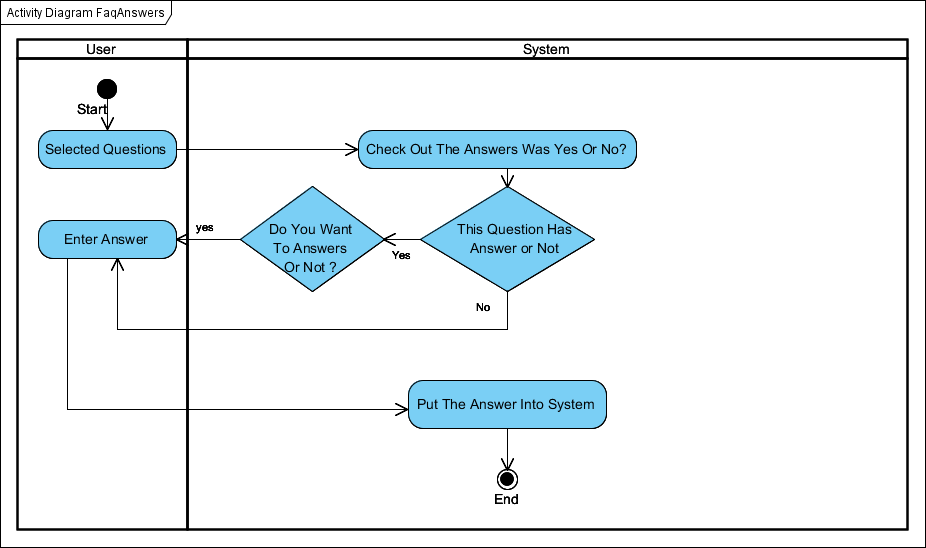 Activity Diagram FaqAnswers
User
System
Start
Selected Questions
Check Out The Answers Was Yes Or No?
Enter Answer
yes
Do You Want
To Answers
Or Not ?
Yes
This Question Has
Answer or Not
No
Put The Answer Into System
End